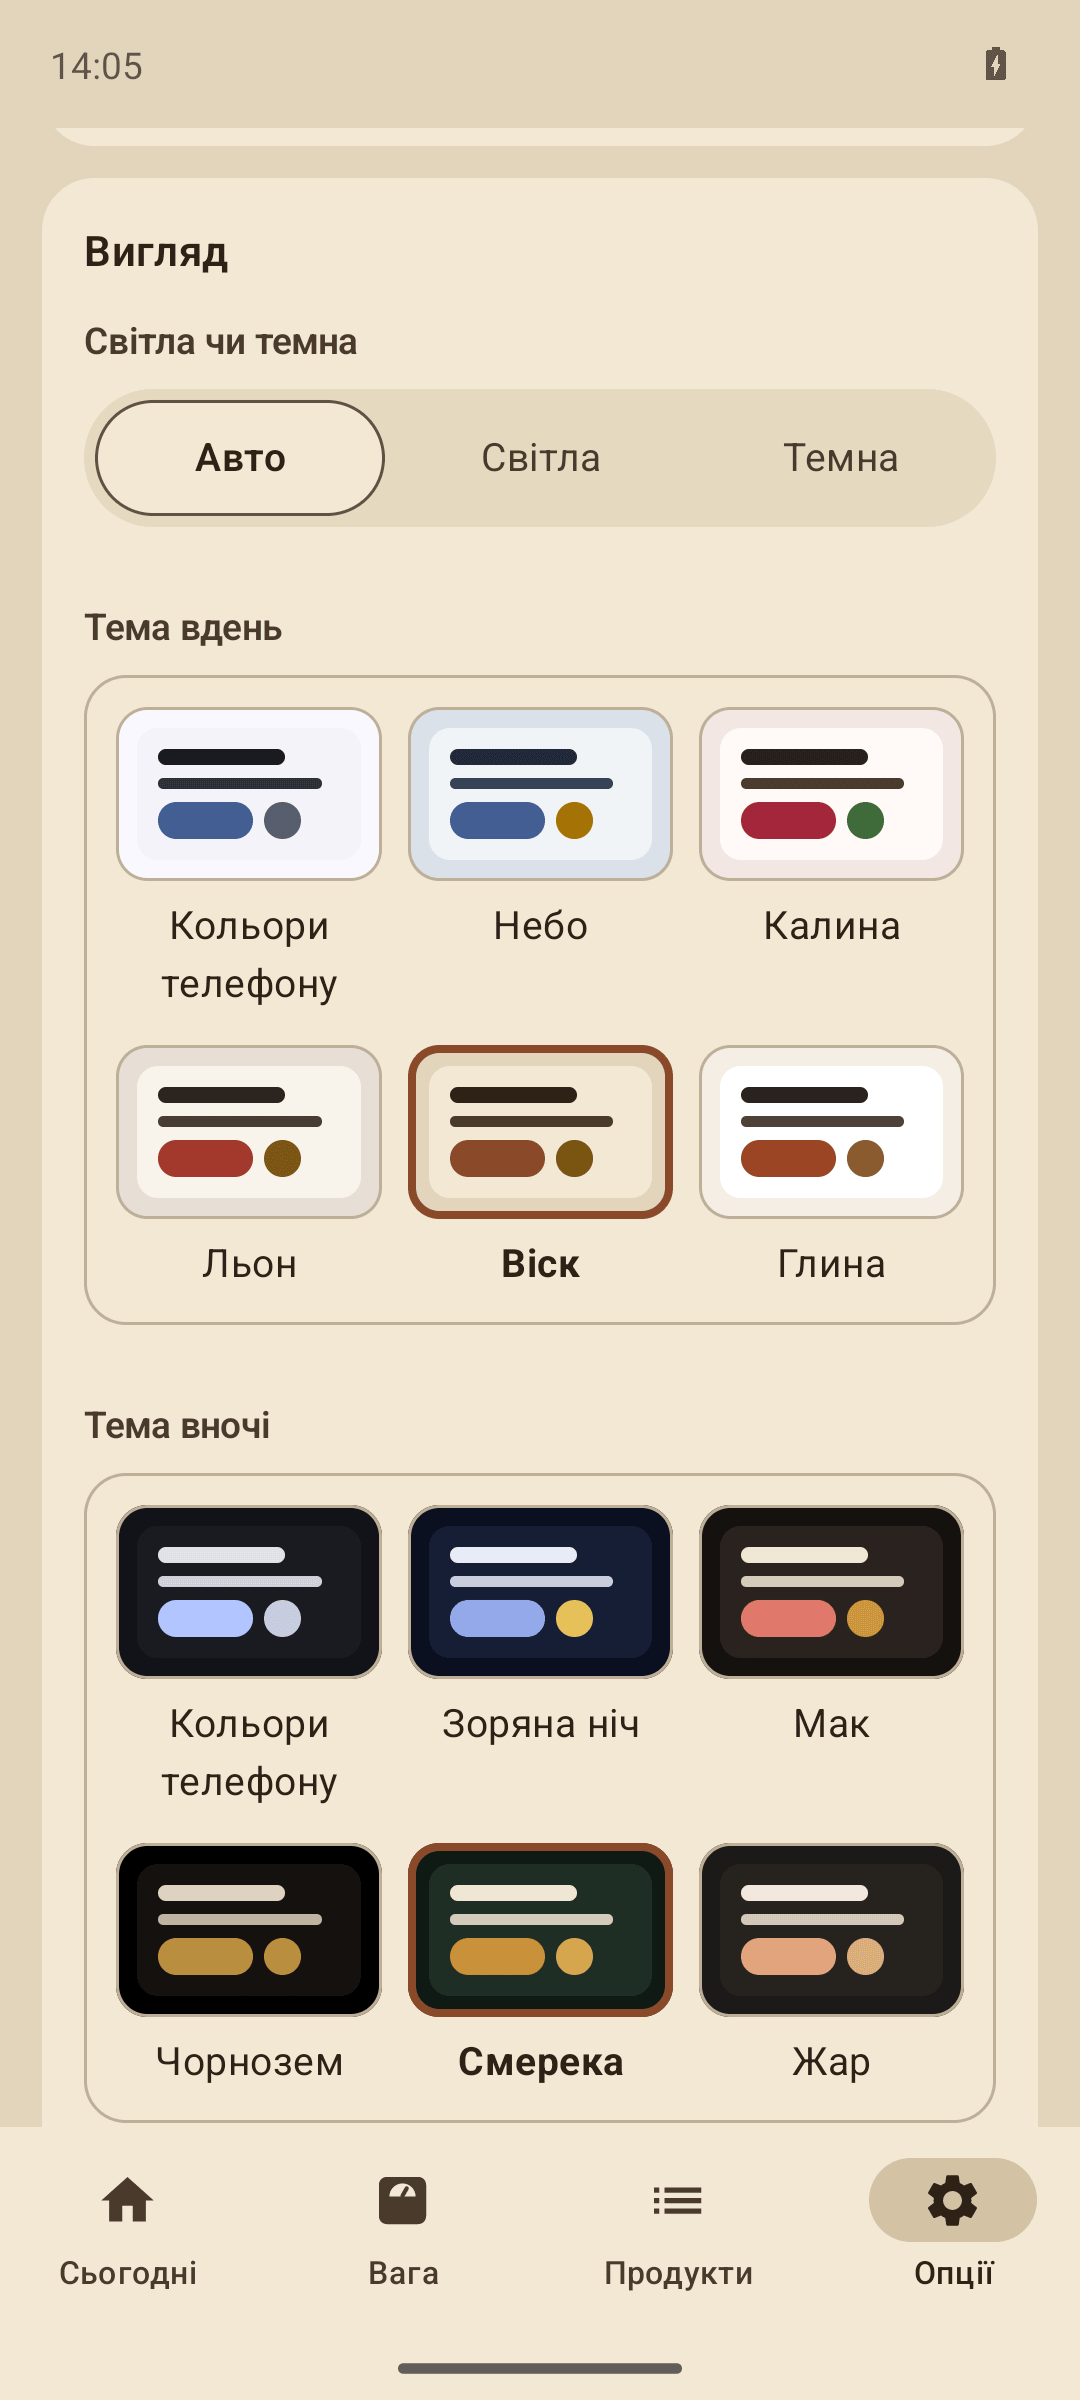 14:05
Вигляд
Світла чи темна
Авто
Світла
Темна
Тема вдень
Кольори
телефону
Небо
Калина
Льон
Віск
Глина
Тема вночі
Кольори
телефону
Зоряна ніч
Мак
Чорнозем
Смерека
Жар
Сьогодні
Вага
Продукти
Опції